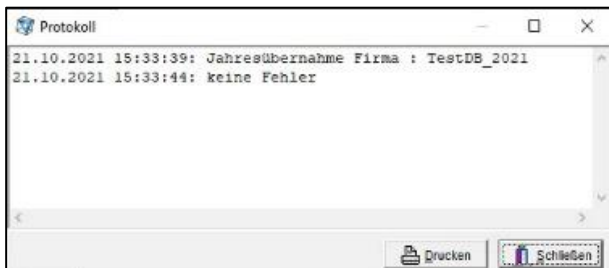 Protokoll
21.10.2021 15:33:39: Jahresübernahme Firma : TestDB_2021
21.10.2021 15:33:44: keine Fehler
Drucken
Schließen